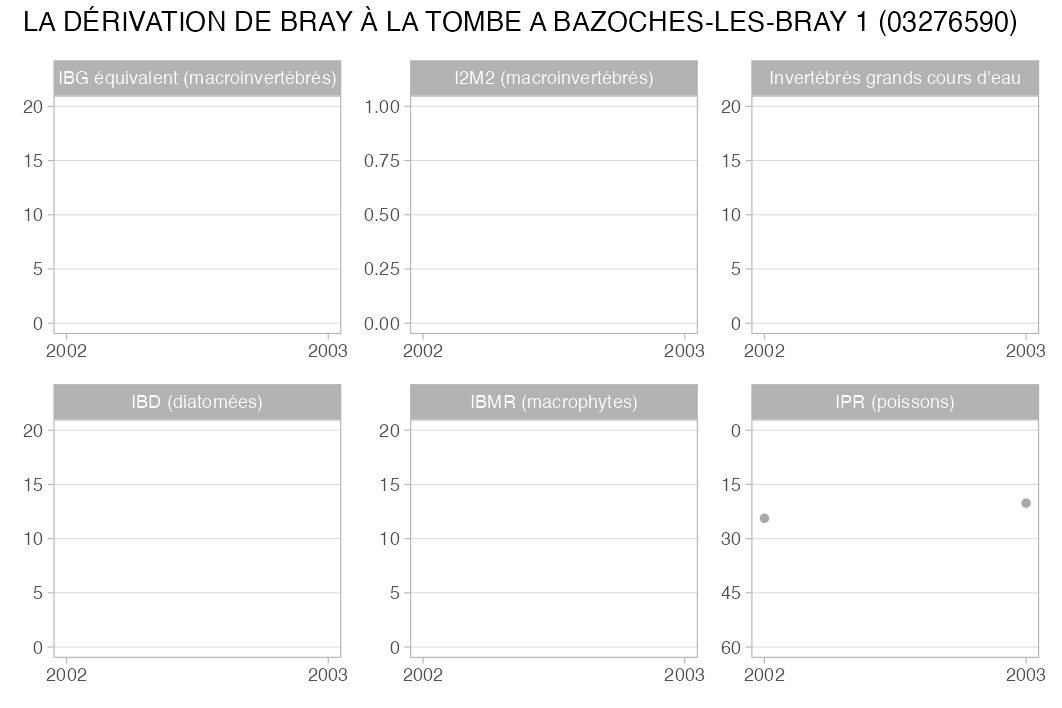 LA DÉRIVATION DE BRAY À LA TOMBE A BAZOCHES-LES-BRAY 1 (03276590)
IBG équivalent (macroinvertébrés) I2M2 (macroinvertébrés) Invertébrés grands cours d'eau
20 1.00 20
15 0.75 15
10 0.50 10
5 0.25 5
0 0.00 0
2002 2003 2002 2003 2002 2003
IBD (diatomées) IBMR (macrophytes) IPR (poissons)
20 20 0
15 15 15
10 10 30
5 5 45
0 0 60
2002 2003 2002 2003 2002 2003